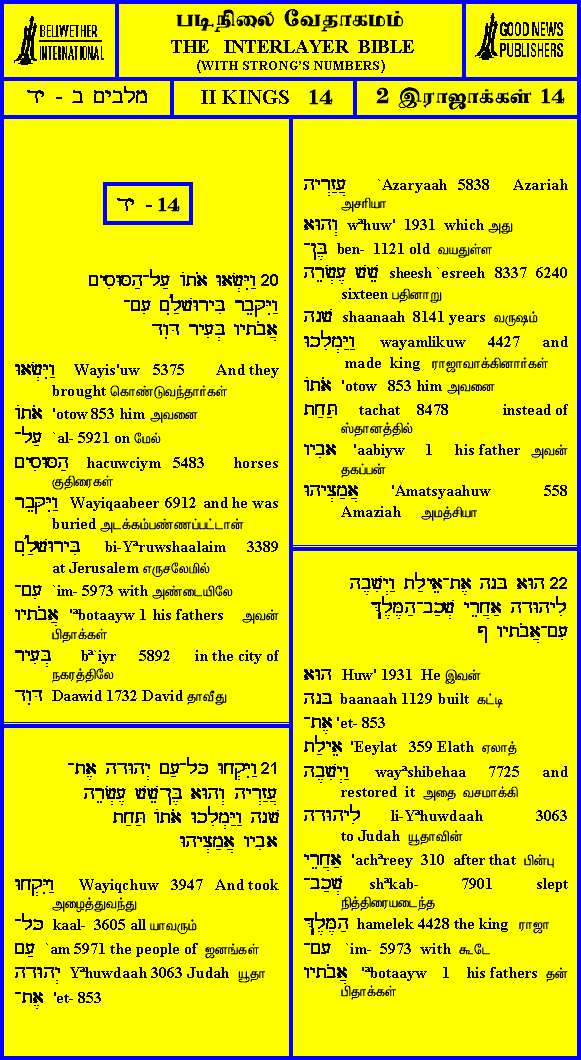 BELLWETHER
INTERNATIONAL
படிநிலை வேதாகமம்
THE INTERLAYER BIBLE
(WITH STRONG'S NUMBERS)
GOOD NEWS
PUBLISHERS
מלכים ב - יד
II KINGS 14
2 இராஜாக்கள் 14
יד - 14
20 וַיִּשְׂאוּ אֹתוֹ עַל־הַסּוּסִים
וַיִּקָּבֵר בִּירוּשָׁלִַם עִם־
אֲבֹתָיו בְּעִיר דָּוִד
וַיִּשְׂאוּ Wayis'uw 5375 And they
brought கொண்டுவந்தார்கள்
אֹתוֹ 'otow 853 him அவனை
עַל־ `al- 5921 on மேல்
הַסּוּסִים hacuwciym 5483 horses
குதிரைகள்
וַיִּקָּבֵר Wayiqaabeer 6912 and he was
buried அடக்கம்பண்ணப்பட்டான்
בִּירוּשָׁלִַם bi-Yᵃruwshaalaim 3389
at Jerusalem எருசலேமில்
עִם־ `im- 5973 with அண்டையிலே
אֲבֹתָיו 'ᵃbotaayw 1 his fathers அவன்
பிதாக்கள்
בְּעִיר bᵃ`iyr 5892 in the city of
நகரத்திலே
דָּוִד Daawid 1732 David தாவீது
21 וַיִּקְחוּ כָּל־עַם יְהוּדָה אֶת־
עֲזַרְיָה וְהוּא בֶּן־שֵׁשׁ עֶשְׂרֵה
שָׁנָה וַיַּמְלִכוּ אֹתוֹ תַּחַת
אָבִיו אֲמַצְיָהוּ
וַיִּקְחוּ Wayiqchuw 3947 And took
அழைத்துவந்து
כָּל־ kaal- 3605 all யாவரும்
עַם `am 5971 the people of ஜனங்கள்
יְהוּדָה Yᵃhuwdaah 3063 Judah யூதா
אֶת־ 'et- 853
עֲזַרְיָה `Azaryaah 5838 Azariah
அசரியா
וְהוּא wᵃhuw' 1931 which அது
בֶּן־ ben- 1121 old வயதுள்ள
שֵׁשׁ עֶשְׂרֵה sheesh `esreeh 8337 6240
sixteen பதினாறு
שָׁנָה shaanaah 8141 years வருஷம்
וַיַּמְלִכוּ wayamlikuw 4427 and
made king ராஜாவாக்கினார்கள்
אֹתוֹ 'otow 853 him அவனை
תַּחַת tachat 8478 instead of
ஸ்தானத்தில்
אָבִיו 'aabiyw 1 his father அவன்
தகப்பன்
אֲמַצְיָהוּ 'Amatsyaahuw 558
Amaziah அமத்சியா
22 הוּא בָּנָה אֶת־אֵילַת וַיְשִׁבֶהָ
לִיהוּדָה אַחֲרֵי שְׁכַב־הַמֶּלֶךְ
עִם־אֲבֹתָיו פ
הוּא Huw' 1931 He இவன்
בָּנָה baanaah 1129 built கட்டி
אֶת־ 'et- 853
אֵילַת 'Eeylat 359 Elath ஏலாத்
וַיְשִׁבֶהָ wayᵃshibehaa 7725 and
restored it அதை வசமாக்கி
לִיהוּדָה li-Yᵃhuwdaah 3063
to Judah யூதாவின்
אַחֲרֵי 'achᵃreey 310 after that பின்பு
שְׁכַב־ shᵃkab- 7901 slept
நித்திரையடைந்த
הַמֶּלֶךְ hamelek 4428 the king ராஜா
עִם־ `im- 5973 with கூடே
אֲבֹתָיו 'ᵃbotaayw 1 his fathers தன்
பிதாக்கள்